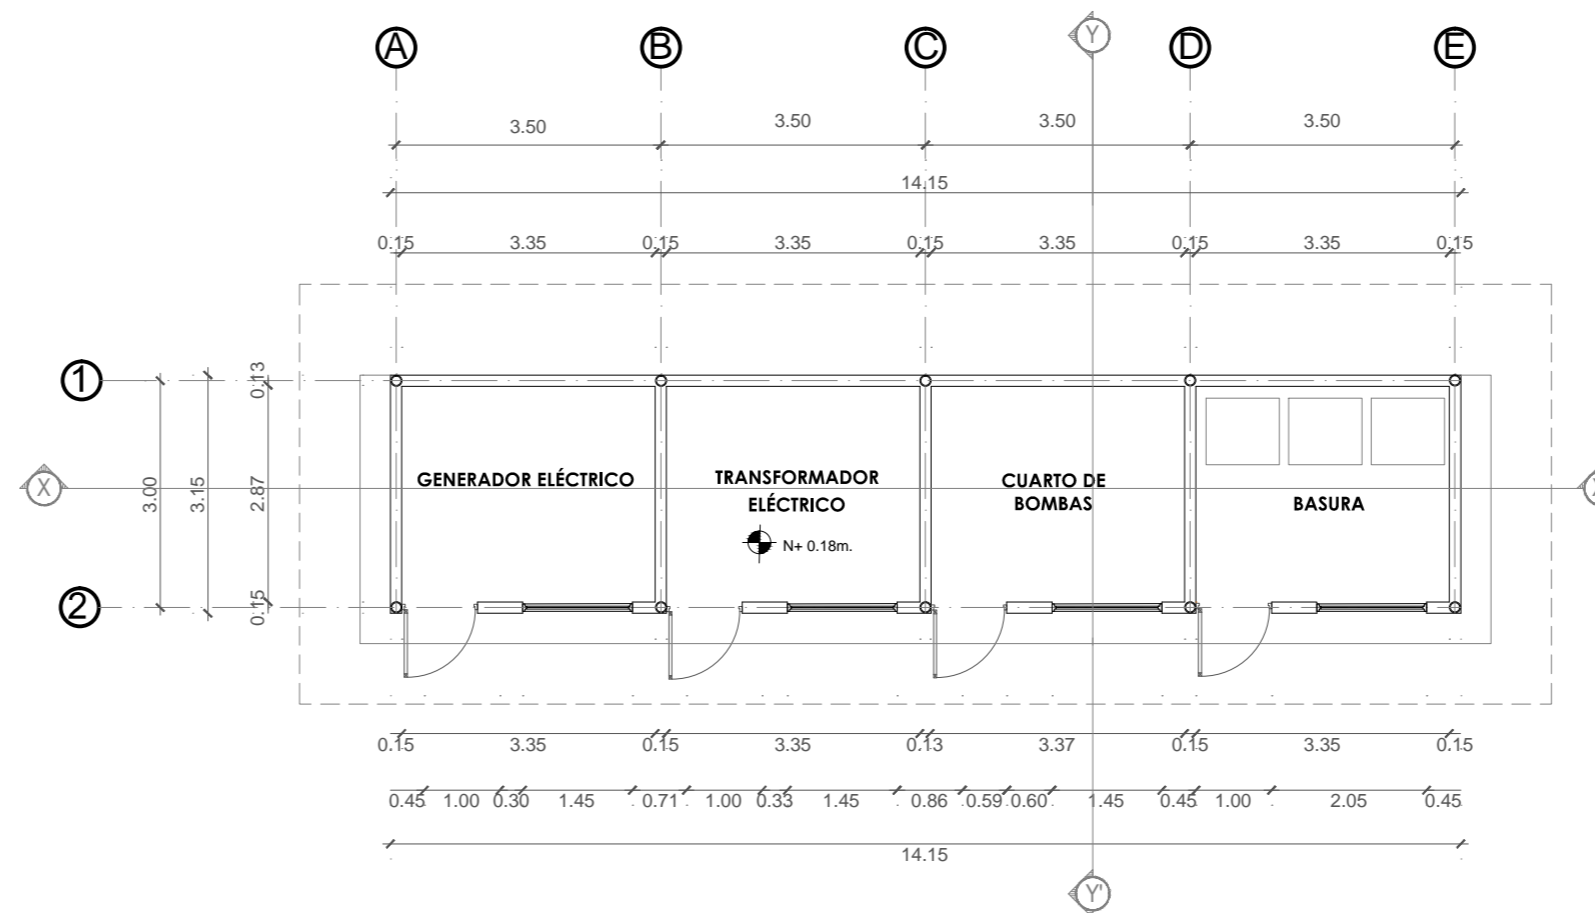 A B C Y D E
3.50 3.50 3.50 3.50
14.15
0.15 3.35 0.15 3.35 0.15 3.35 0.15 3.35 0.15
1
0.13
3.00
3.15
2.87
0.15
2
X
GENERADOR ELÉCTRICO
TRANSFORMADOR
ELÉCTRICO
N+ 0.18m.
CUARTO DE
BOMBAS
BASURA
0.15 3.35 0.15 3.35 0.13 3.37 0.15 3.35 0.15
0.45 1.00 0.30 1.45 0.71 1.00 0.33 1.45 0.86 0.59 0.60 1.45 0.45 1.00 2.05 0.45
14.15
Y'